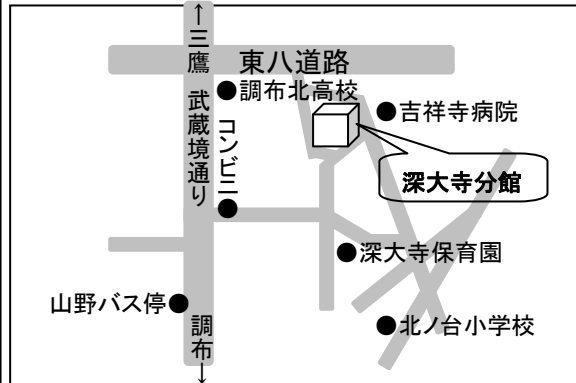 ↑三鷹
東八道路
●調布北高校
武蔵境通り
コンビニ●
●吉祥寺病院
深大寺分館
●深大寺保育園
山野バス停●
●北ノ台小学校
調布↓